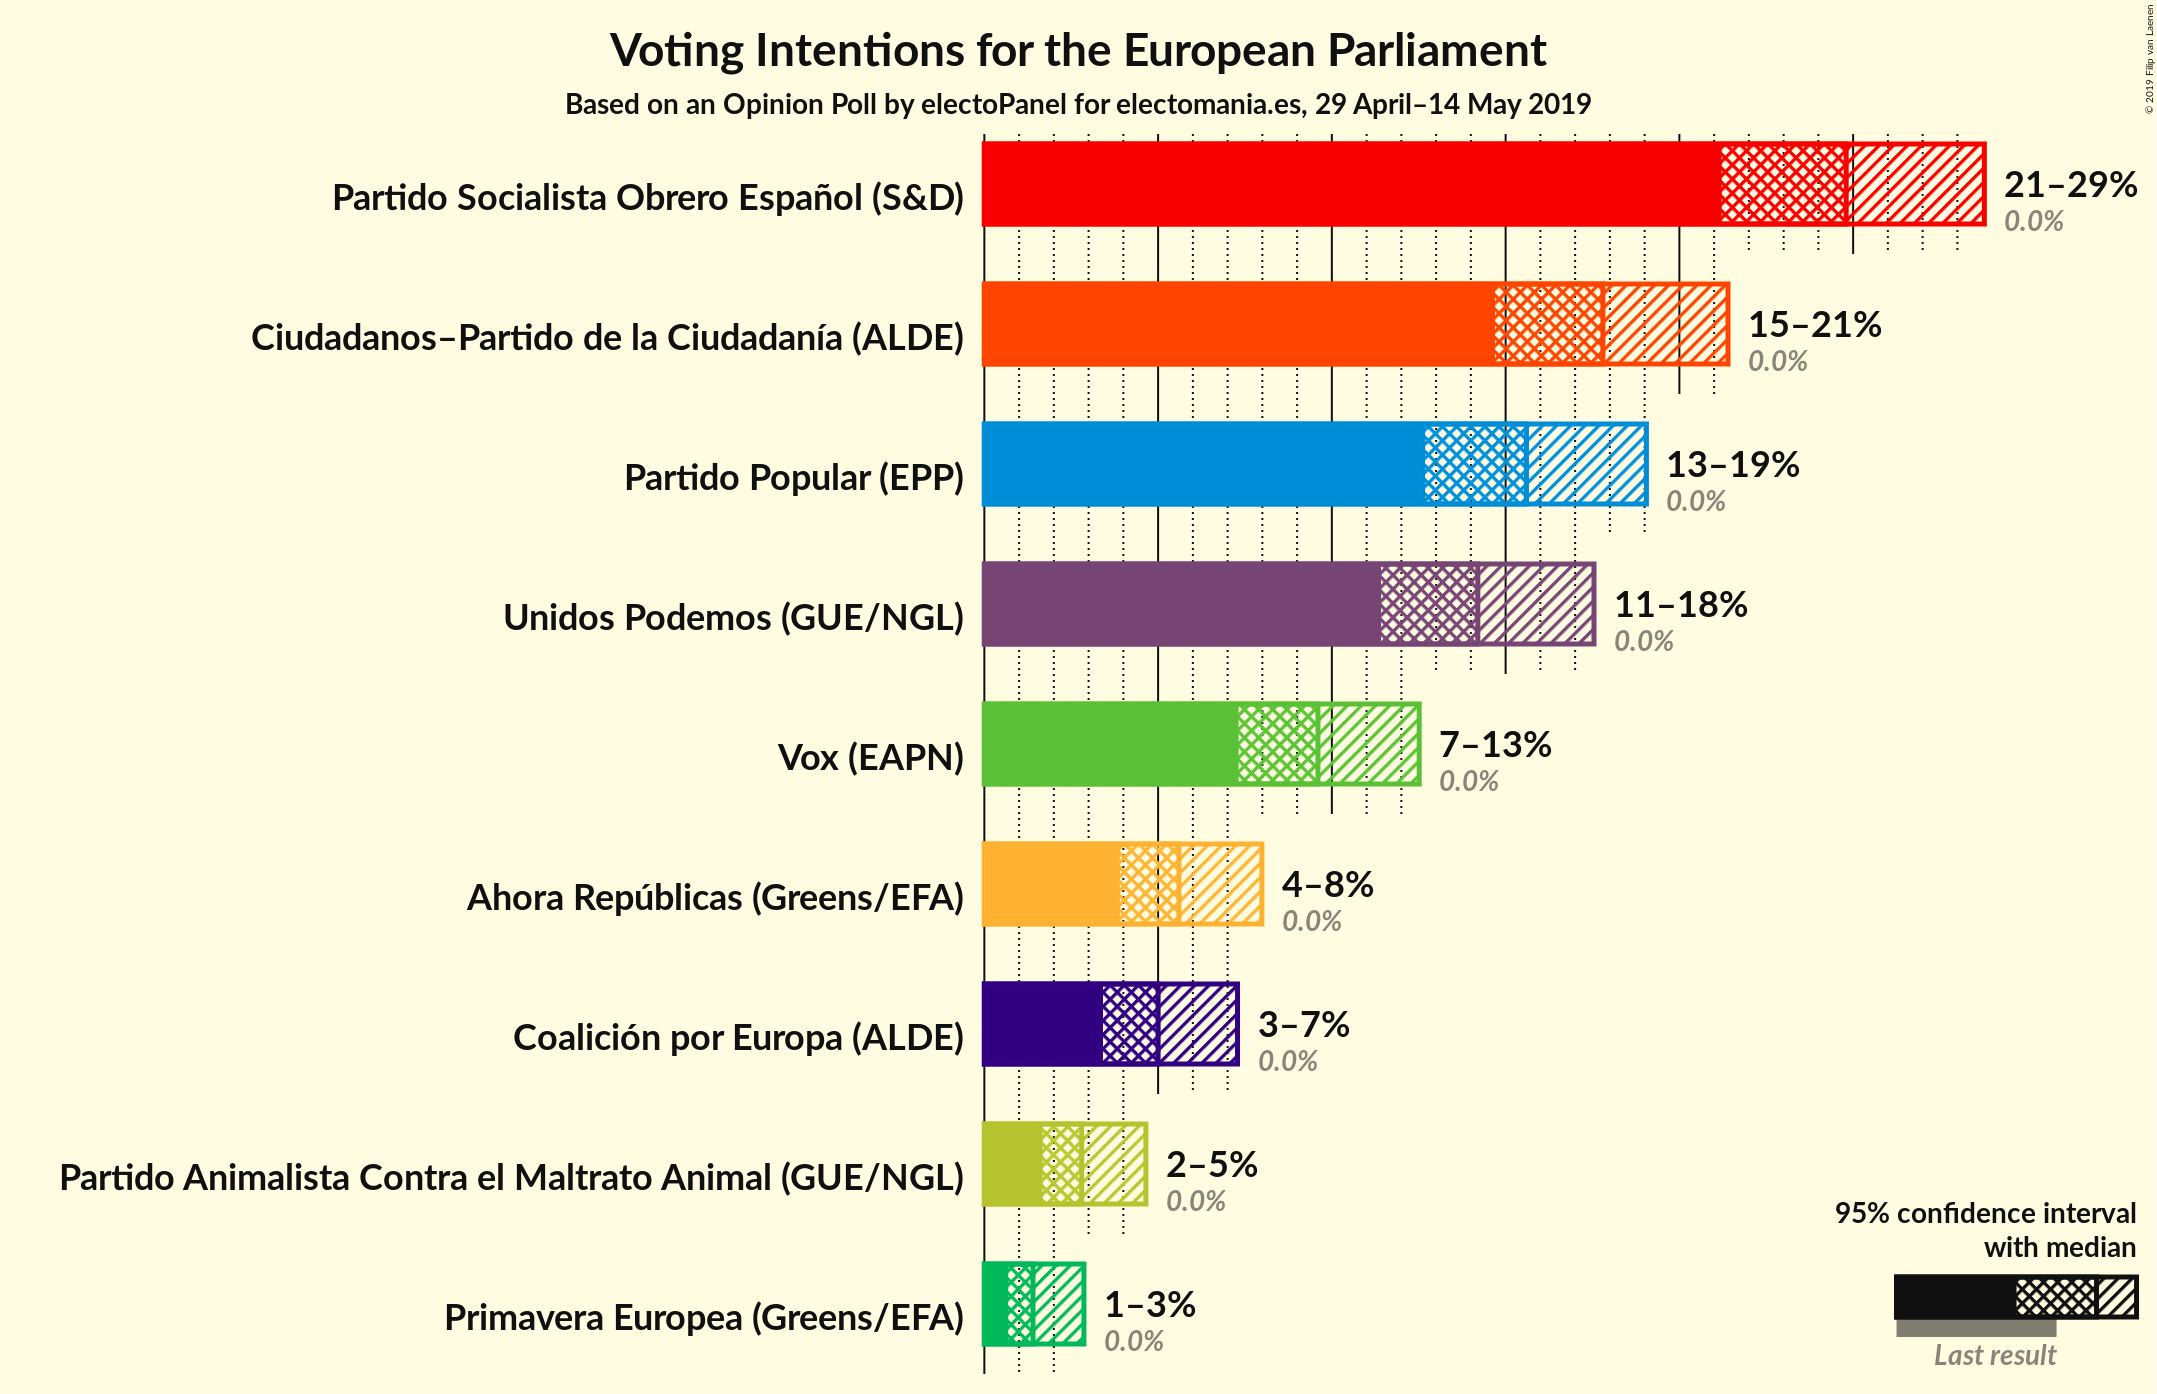 Voting Intentions for the European Parliament
Based on an Opinion Poll by electoPanel for electomania.es, 29 April–14 May 2019
© 2019 Filip van Laenen
Partido Socialista Obrero Español (S&D)
21–29%
0.0%
Ciudadanos–Partido de la Ciudadanía (ALDE)
15–21%
0.0%
Partido Popular (EPP)
13–19%
0.0%
Unidos Podemos (GUE/NGL)
11–18%
0.0%
Vox (EAPN)
7–13%
0.0%
Ahora Repúblicas (Greens/EFA)
4–8%
0.0%
Coalición por Europa (ALDE)
3–7%
0.0%
Partido Animalista Contra el Maltrato Animal (GUE/NGL)
2–5%
0.0%
Primavera Europea (Greens/EFA)
1–3%
0.0%
95% confidence interval
with median
Last result